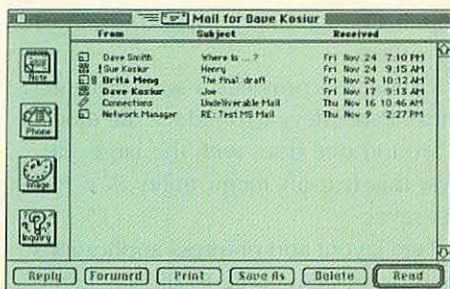 Mail for Dave Kosiur
From Subject Received
Note
Phone
Image
Inquiry
Dave Smith Where is ... ? Fri Nov 24 7:10 PM
Sue Kosiur Henry Fri Nov 24 9:15 AM
Brita Meng The final draft Fri Nov 24 10:12 AM
Dave Kosiur Joe Fri Nov 17 9:13 AM
Connections Undeliverable Mail Thu Nov 16 10:46 AM
Network Manager RE: Test MS Mail Thu Nov 9 2:27 PM
Reply Forward Print Save As Delete Read